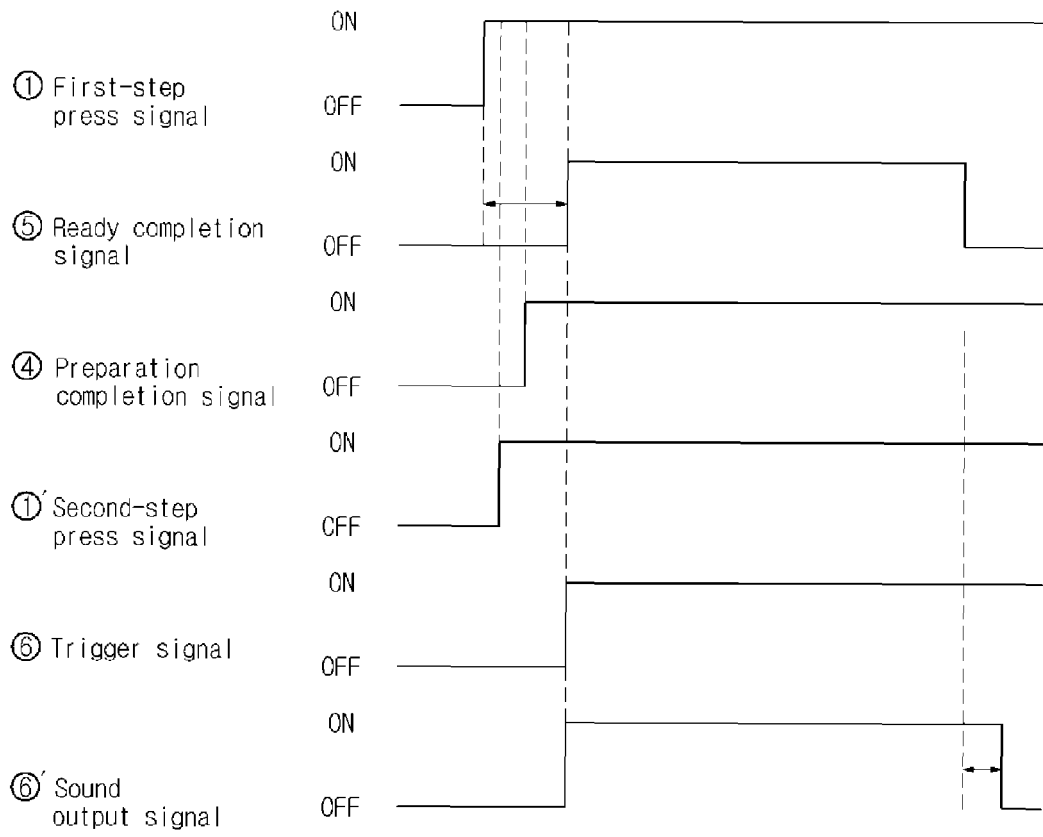 ON
① First-step
press signal
OFF
ON
⑤ Ready completion
signal
OFF
ON
④ Preparation
completion signal
OFF
ON
①′ Second-step
press signal
OFF
ON
⑥ Trigger signal
OFF
ON
⑥′ Sound
output signal
OFF